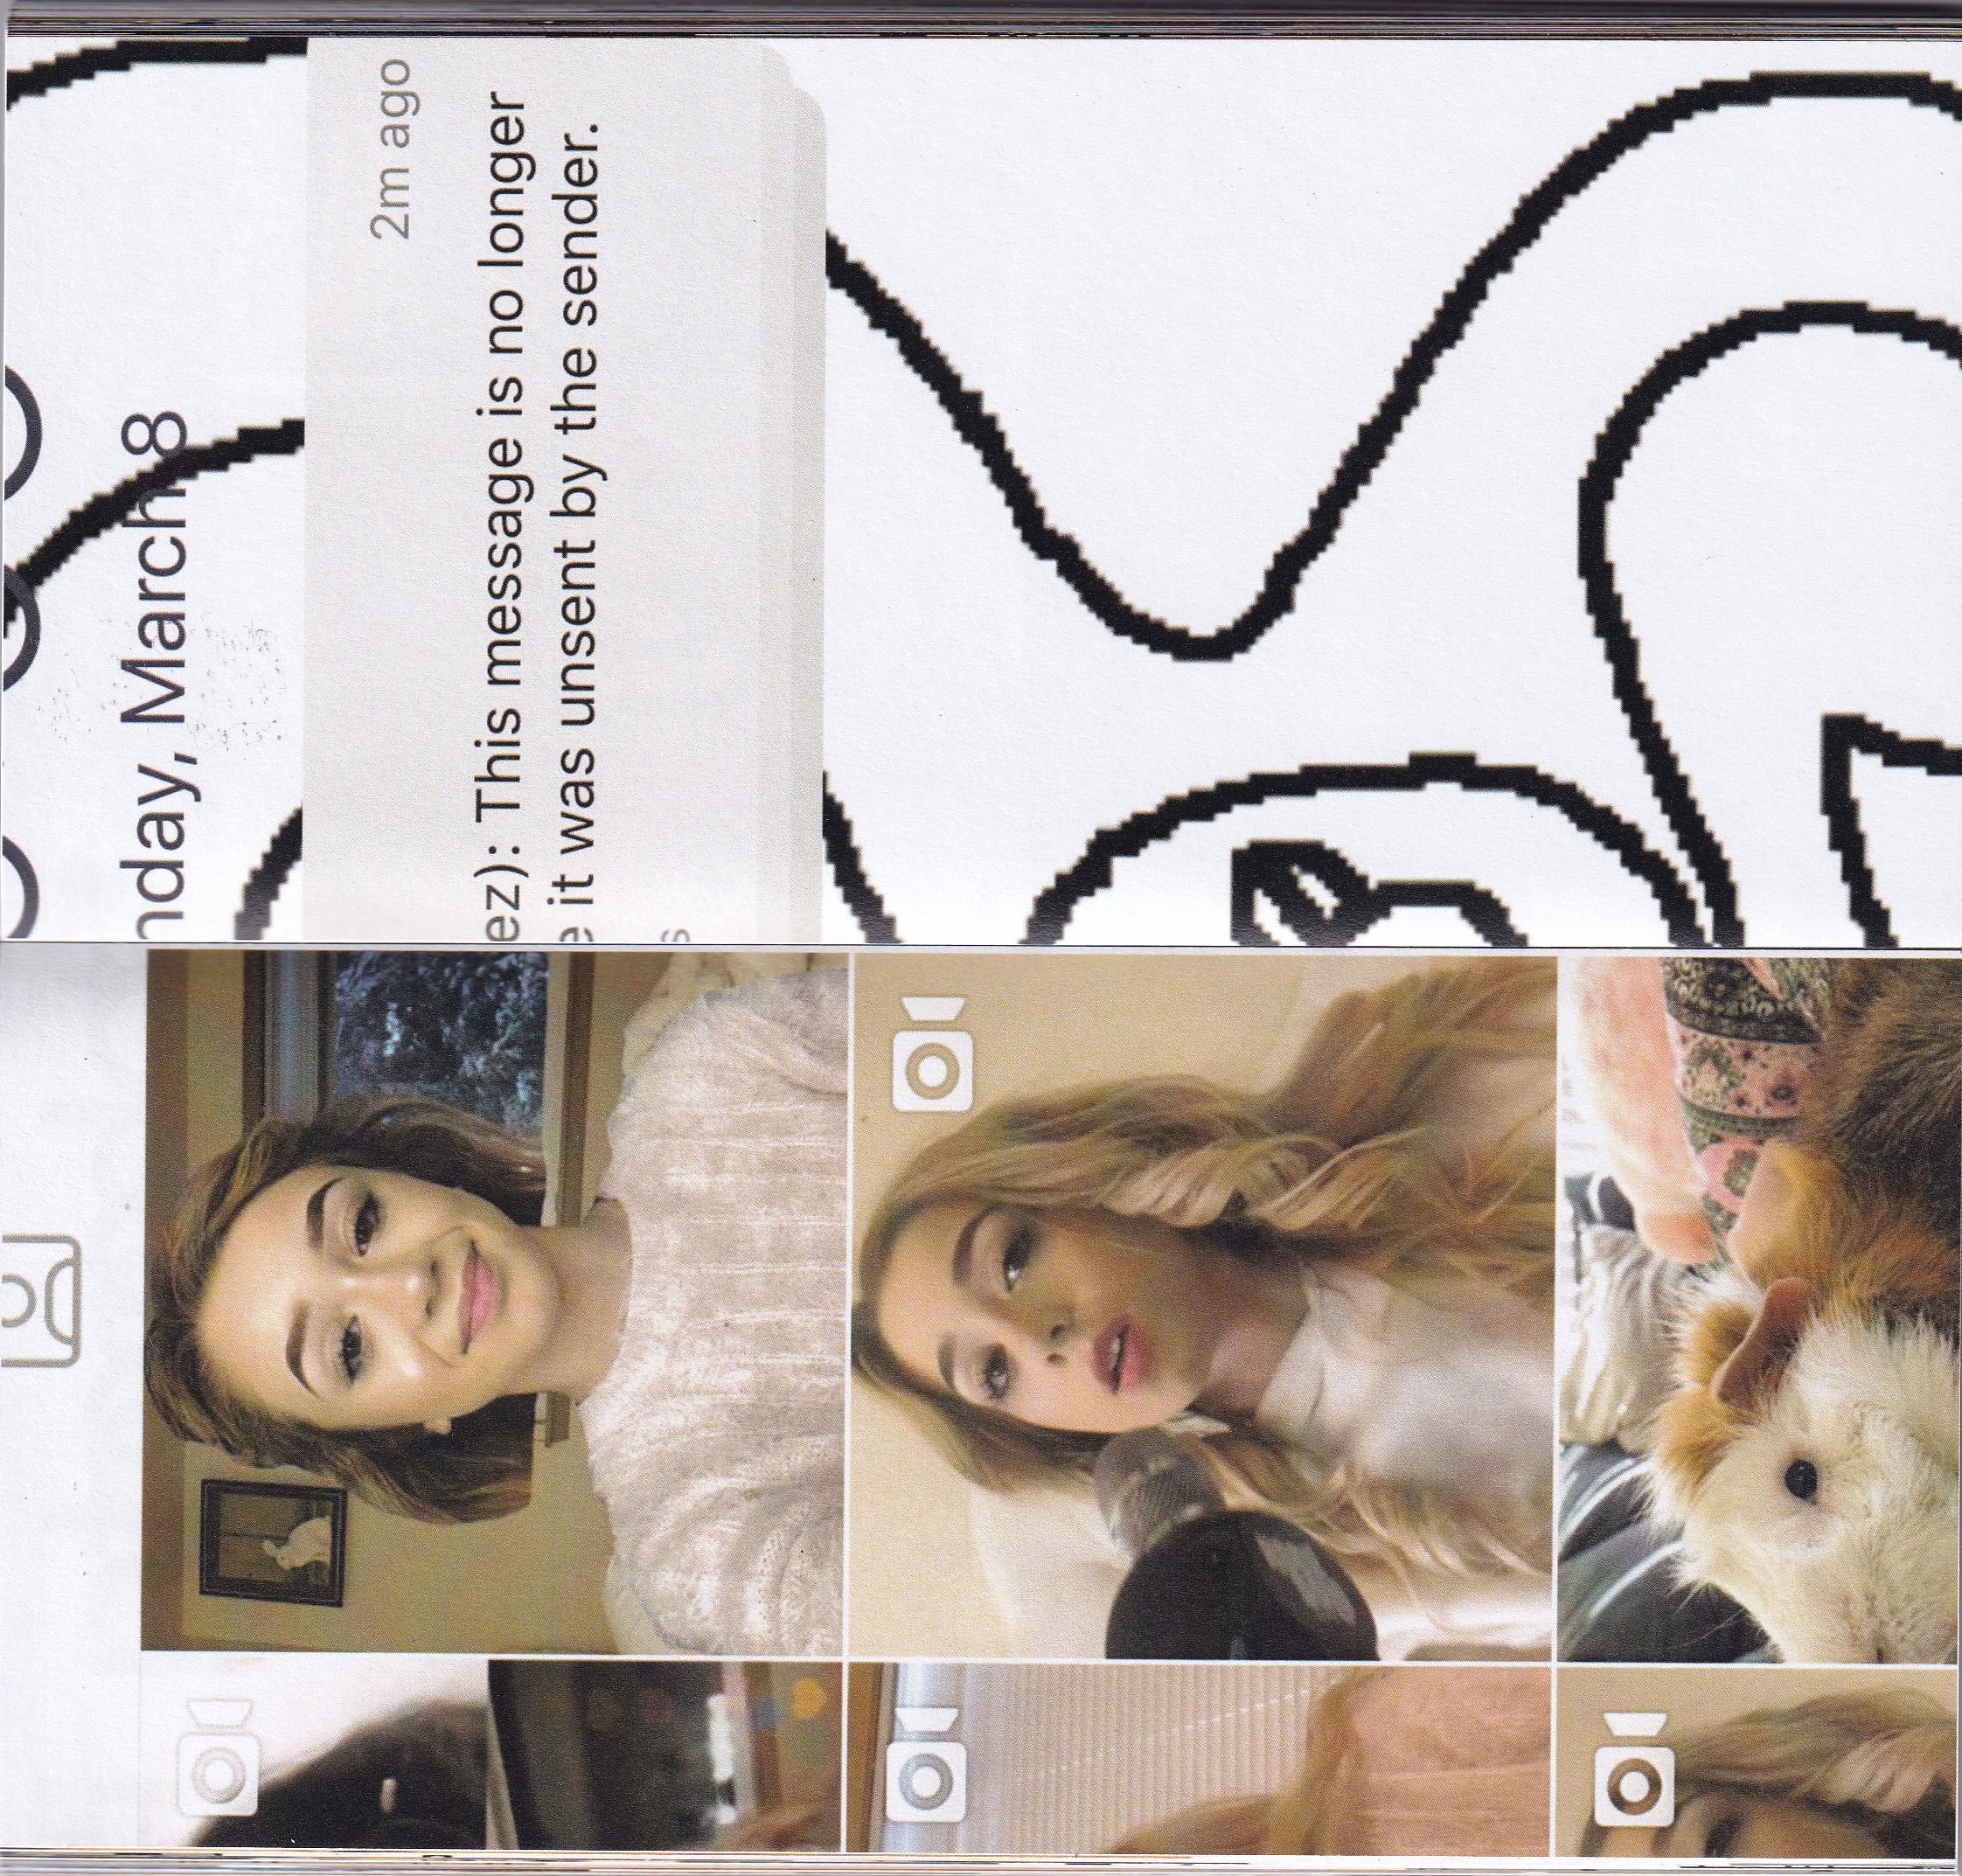 nday, March 8
2m ago
ez): This message is no longer
e it was unsent by the sender.
s